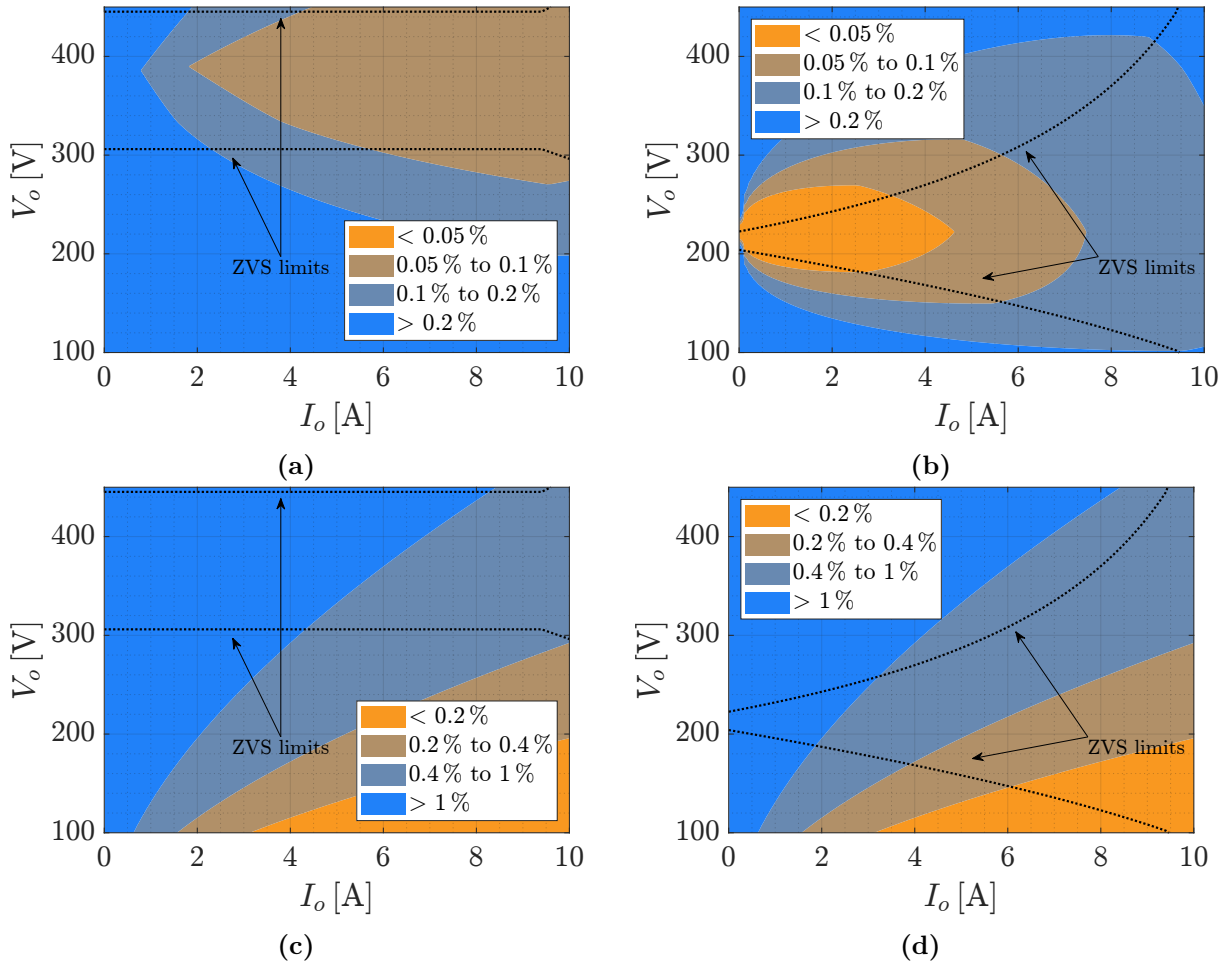 400
300
200
100
V_o [V]
ZVS limits
< 0.05 %
0.05 % to 0.1 %
0.1 % to 0.2 %
> 0.2 %
0 2 4 6 8 10
I_o [A]
(a)
400
300
200
100
V_o [V]
< 0.05 %
0.05 % to 0.1 %
0.1 % to 0.2 %
> 0.2 %
ZVS limits
0 2 4 6 8 10
I_o [A]
(b)
400
300
200
100
V_o [V]
ZVS limits
< 0.2 %
0.2 % to 0.4 %
0.4 % to 1 %
> 1 %
0 2 4 6 8 10
I_o [A]
(c)
400
300
200
100
V_o [V]
< 0.2 %
0.2 % to 0.4 %
0.4 % to 1 %
> 1 %
ZVS limits
0 2 4 6 8 10
I_o [A]
(d)